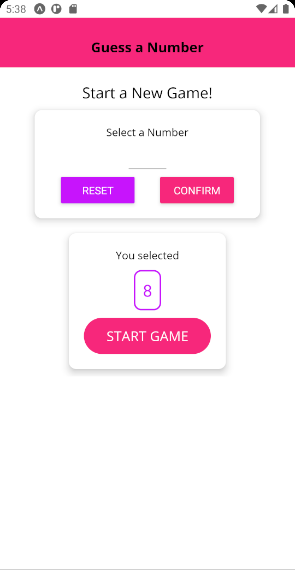 5:38
Guess a Number
Start a New Game!
Select a Number
RESET CONFIRM
You selected
8
START GAME